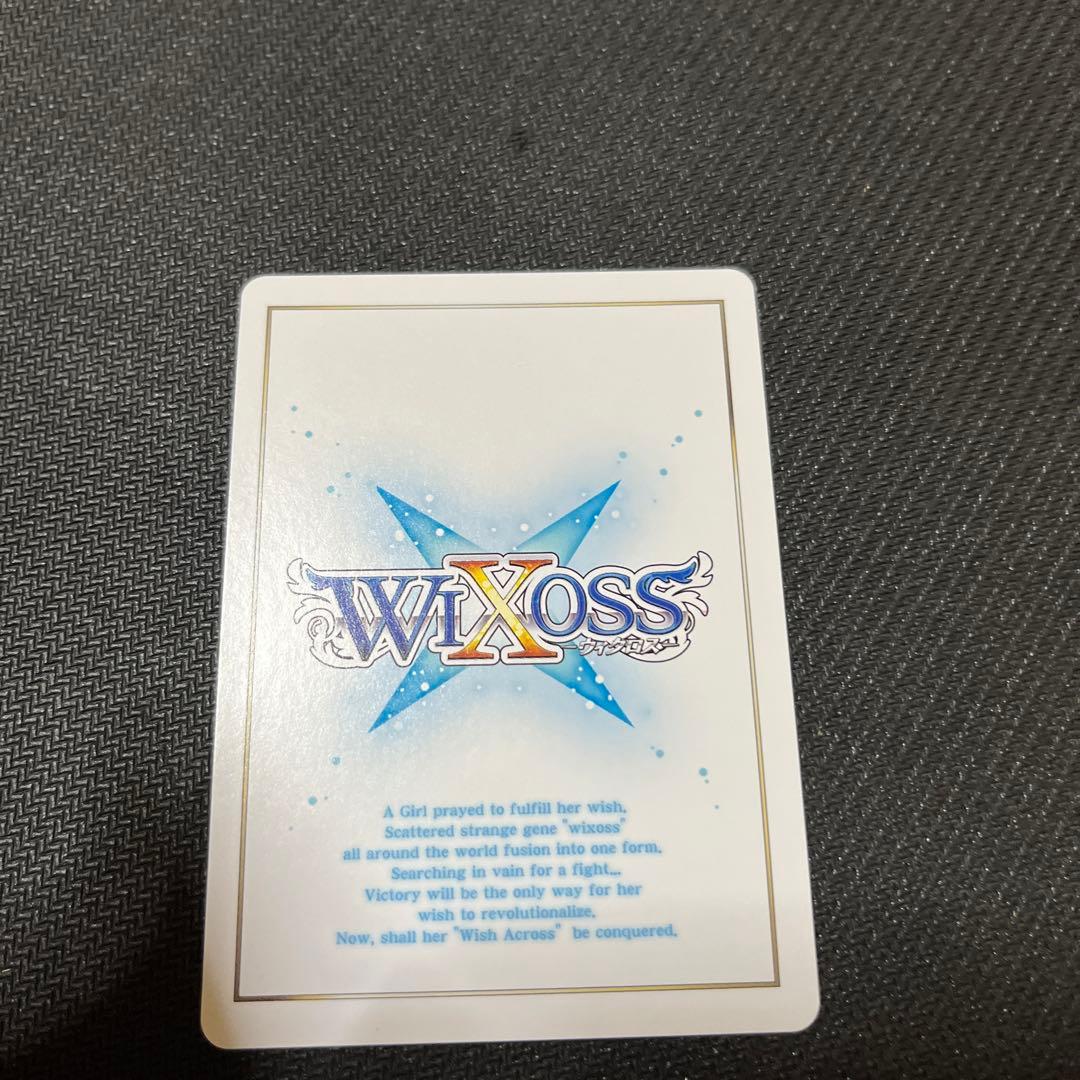 WIXOSS
ーウィクロスー
A Girl prayed to fulfill her wish.
Scattered strange gene "wixoss"
all around the world fusion into one form.
Searching in vain for a fight...
Victory will be the only way for her
wish to revolutionalize.
Now, shall her "Wish Across" be conquered.